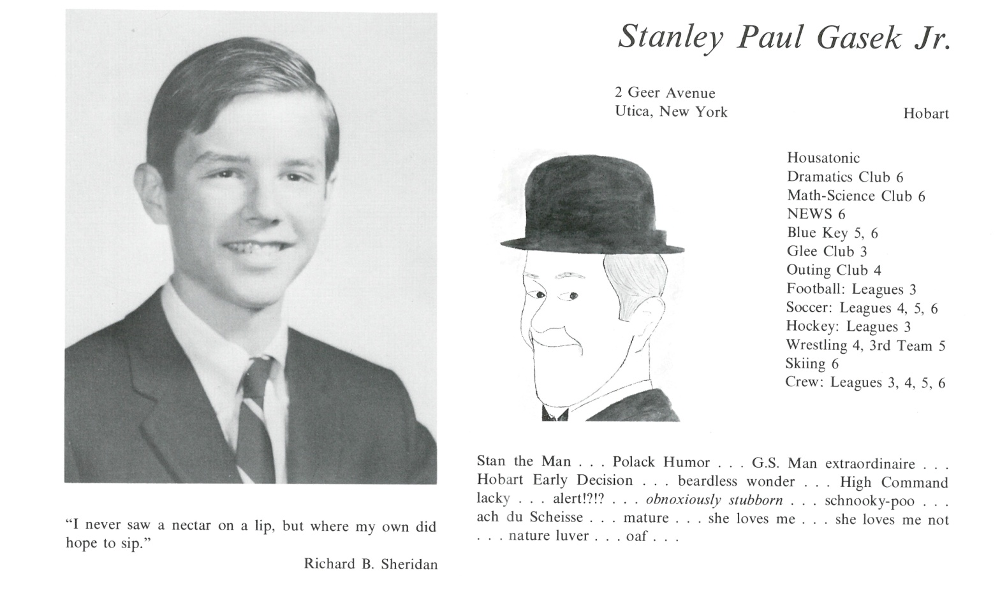 Stanley Paul Gasek Jr.
2 Geer Avenue
Utica, New York
Hobart
Housatonic
Dramatics Club 6
Math-Science Club 6
NEWS 6
Blue Key 5, 6
Glee Club 3
Outing Club 4
Football: Leagues 3
Soccer: Leagues 4, 5, 6
Hockey: Leagues 3
Wrestling 4, 3rd Team 5
Skiing 6
Crew: Leagues 3, 4, 5, 6
Stan the Man . . . Polack Humor . . . G.S. Man extraordinaire . . .
Hobart Early Decision . . . beardless wonder . . . High Command
lacky . . . alert!?!? . . . obnoxiously stubborn . . . schnooky-poo . . .
ach du Scheisse . . . mature . . . she loves me . . . she loves me not
. . . nature luver . . . oaf . . .
“I never saw a nectar on a lip, but where my own did
hope to sip.”
Richard B. Sheridan